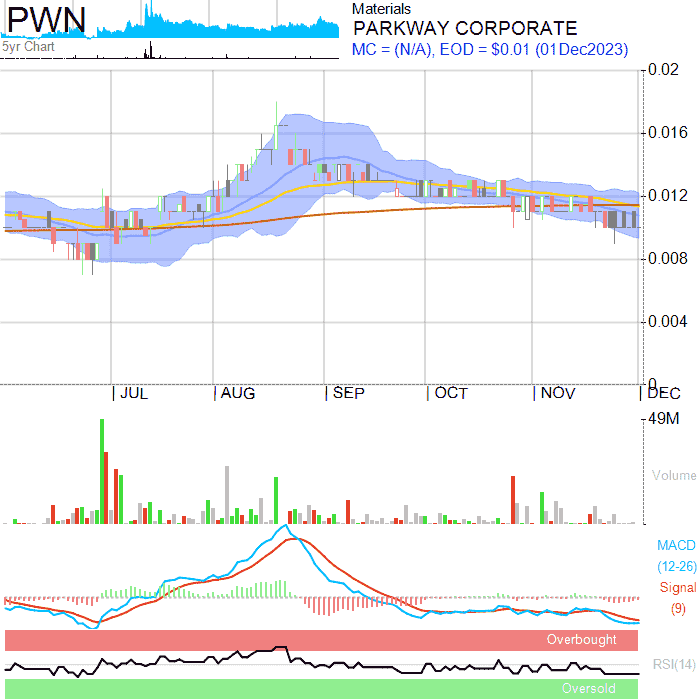 PWN
5yr Chart
Materials
PARKWAY CORPORATE
MC = (N/A), EOD = $0.01 (01Dec2023)
0.02
0.016
0.012
0.008
0.004
0
JUL
AUG
SEP
OCT
NOV
DEC
49M
Volume
MACD
(12-26)
Signal
(9)
Overbought
RSI(14)
Oversold